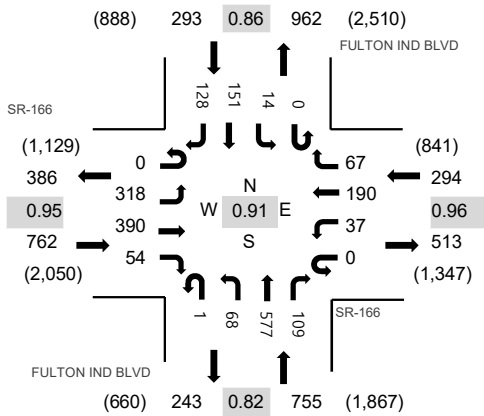 (888) 293 0.86 962 (2,510)
FULTON IND BLVD
SR-166
128 151 14 0
(1,129) 0 67 (841)
386 318 190 294
N
0.95 390 W 0.91 E 37 0.96
S
762 54 0 513
(2,050) (1,347)
1 68 577 109
SR-166
FULTON IND BLVD
(660) 243 0.82 755 (1,867)